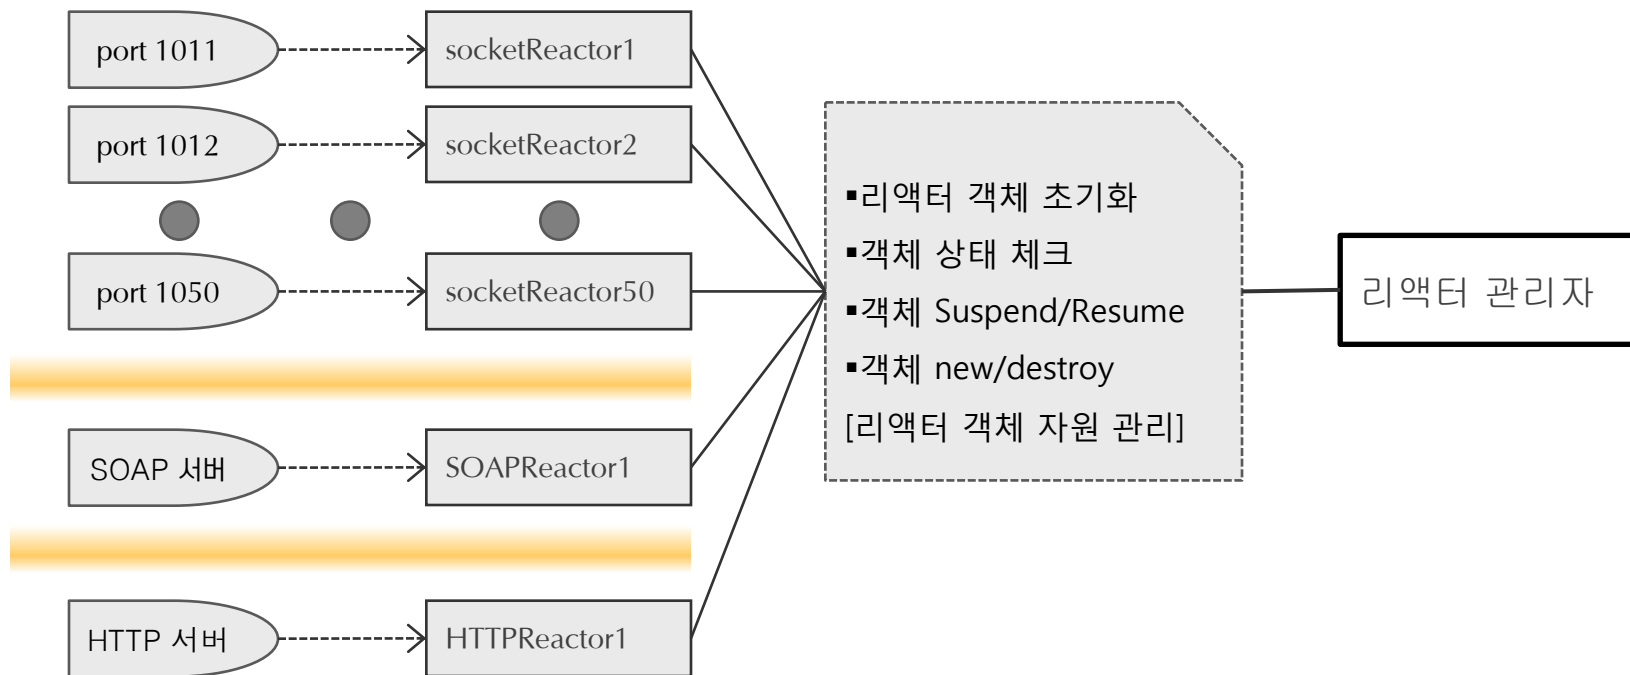 port 1011
socketReactor1
port 1012
socketReactor2
port 1050
socketReactor50
SOAP 서버
SOAPReactor1
HTTP 서버
HTTPReactor1
▪리액터 객체 초기화
▪객체 상태 체크
▪객체 Suspend/Resume
▪객체 new/destroy
[리액터 객체 자원 관리]
리액터 관리자